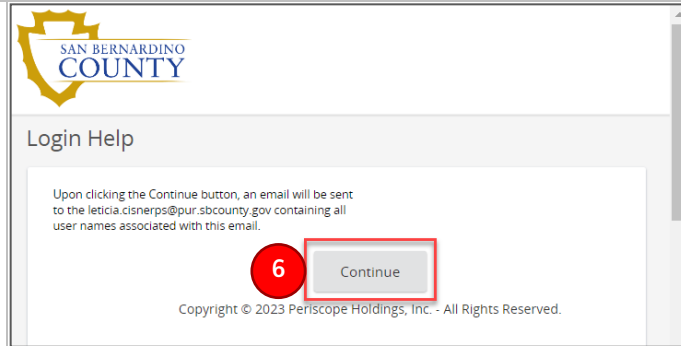 SAN BERNARDINO
COUNTY
Login Help
Upon clicking the Continue button, an email will be sent
to the leticia.cisnerps@pur.sbcounty.gov containing all
user names associated with this email.
6
Continue
Copyright © 2023 Periscope Holdings, Inc. - All Rights Reserved.